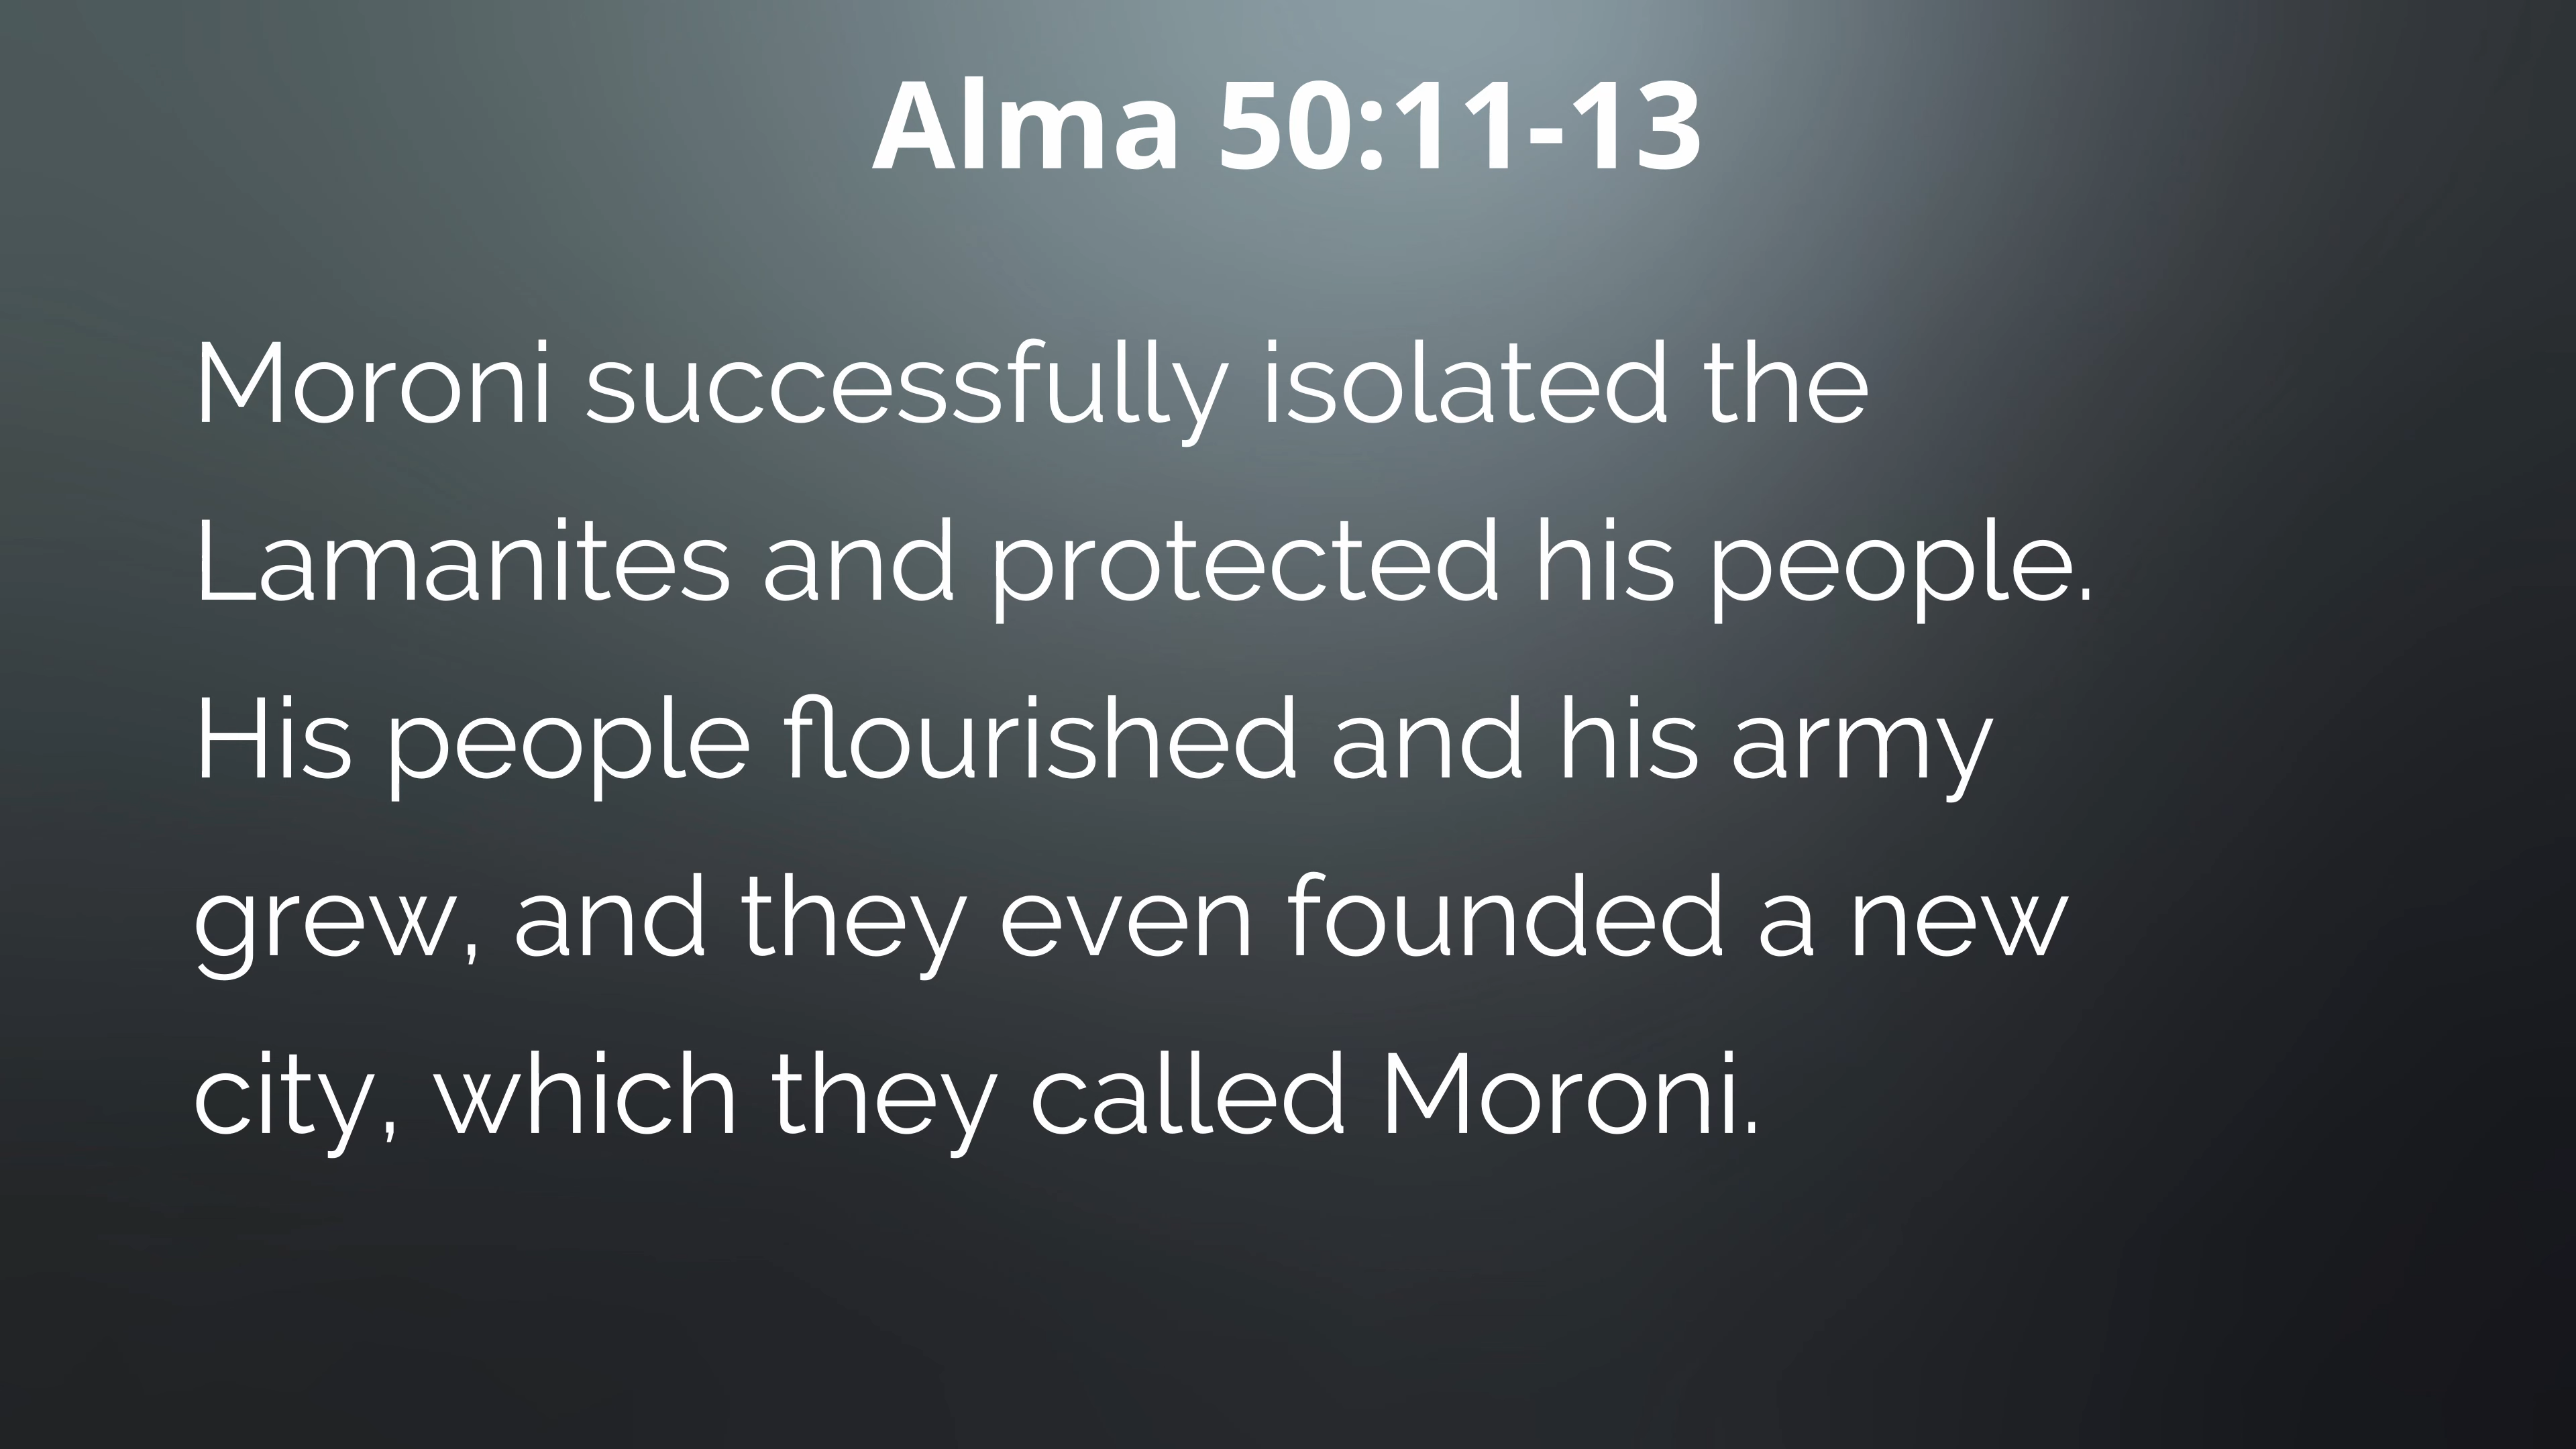 Alma 50:11-13
Moroni successfully isolated the
Lamanites and protected his people.
His people flourished and his army
grew, and they even founded a new
city, which they called Moroni.